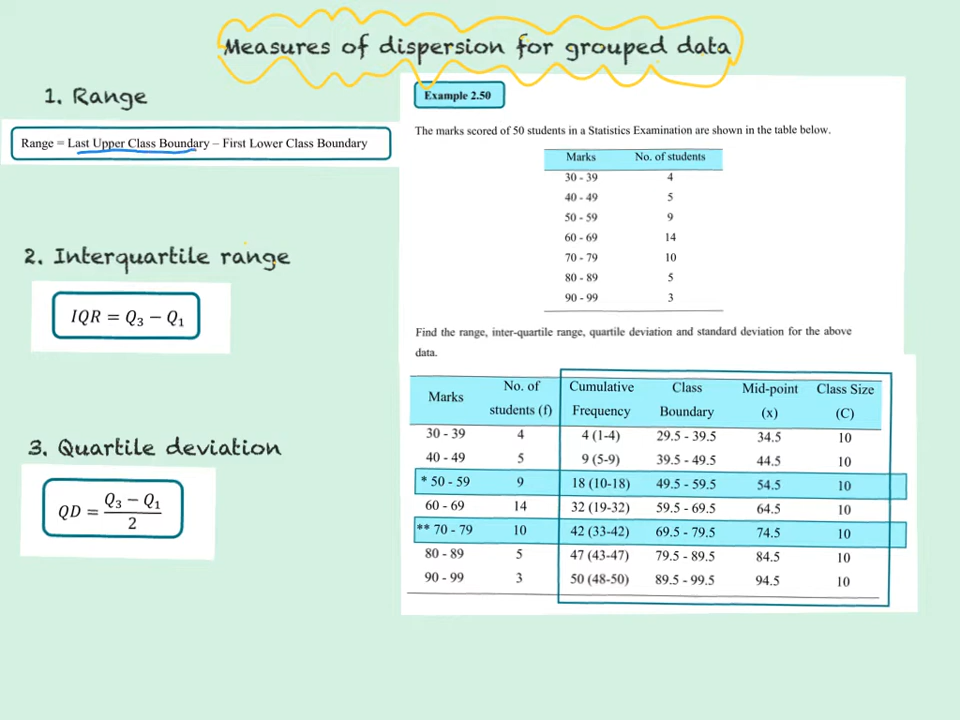 Measures of dispersion for grouped data
1. Range
Range = Last Upper Class Boundary – First Lower Class Boundary
2. Interquartile range
IQR = Q₃ − Q₁
3. Quartile deviation
QD = (Q₃ − Q₁) / 2
Example 2.50
The marks scored of 50 students in a Statistics Examination are shown in the table below.
Marks No. of students
30 - 39 4
40 - 49 5
50 - 59 9
60 - 69 14
70 - 79 10
80 - 89 5
90 - 99 3
Find the range, inter-quartile range, quartile deviation and standard deviation for the above
data.
Marks No. of students (f) Cumulative Frequency Class Boundary Mid-point (x) Class Size (C)
30 - 39 4 4 (1-4) 29.5 - 39.5 34.5 10
40 - 49 5 9 (5-9) 39.5 - 49.5 44.5 10
* 50 - 59 9 18 (10-18) 49.5 - 59.5 54.5 10
60 - 69 14 32 (19-32) 59.5 - 69.5 64.5 10
** 70 - 79 10 42 (33-42) 69.5 - 79.5 74.5 10
80 - 89 5 47 (43-47) 79.5 - 89.5 84.5 10
90 - 99 3 50 (48-50) 89.5 - 99.5 94.5 10